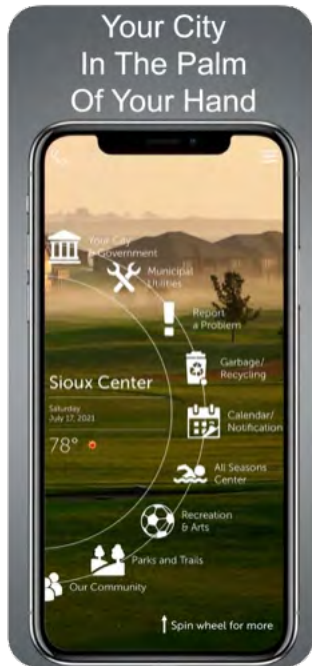 Your City
In The Palm
Of Your Hand
Your City
& Government
Municipal
Utilities
Report
a Problem
Garbage/
Recycling
Sioux Center
Saturday
July 17, 2021
Calendar/
Notification
78°
All Seasons
Center
Recreation
& Arts
Parks and Trails
Our Community
Spin wheel for more